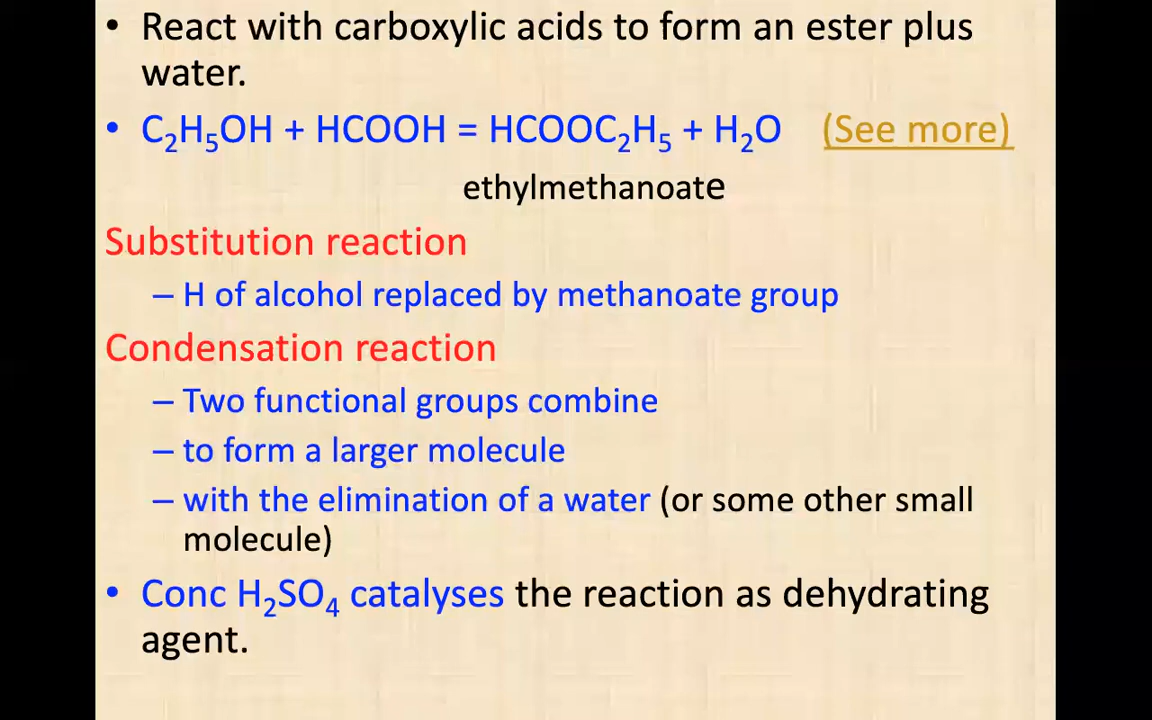 • React with carboxylic acids to form an ester plus
water.
• C₂H₅OH + HCOOH = HCOOC₂H₅ + H₂O (See more)
ethylmethanoate
Substitution reaction
– H of alcohol replaced by methanoate group
Condensation reaction
– Two functional groups combine
– to form a larger molecule
– with the elimination of a water (or some other small
molecule)
• Conc H₂SO₄ catalyses the reaction as dehydrating
agent.